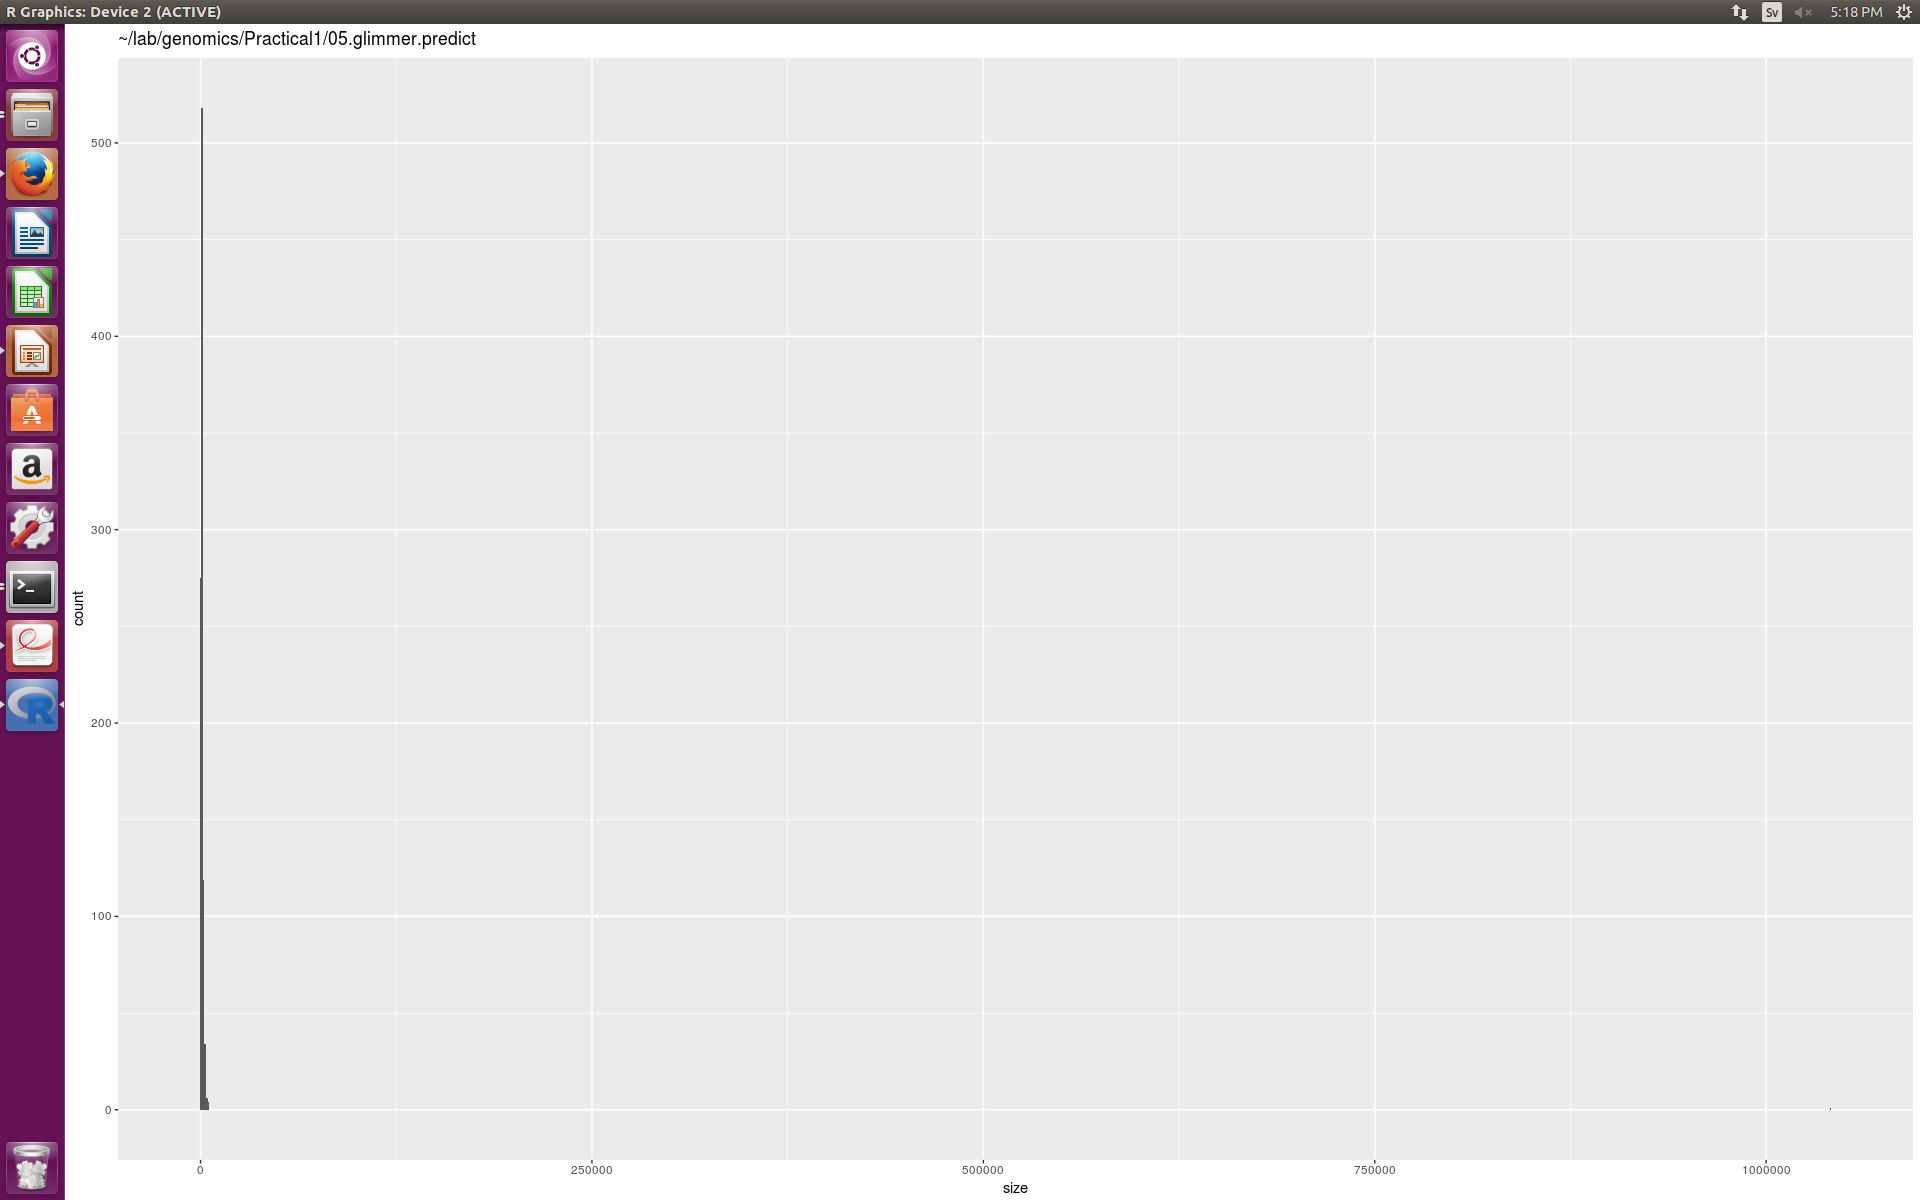 R Graphics: Device 2 (ACTIVE)
Sv
5:18 PM
~/lab/genomics/Practical1/05.glimmer.predict
500
400
300
200
100
0
count
0
250000
500000
750000
1000000
size
A
a
>_
R